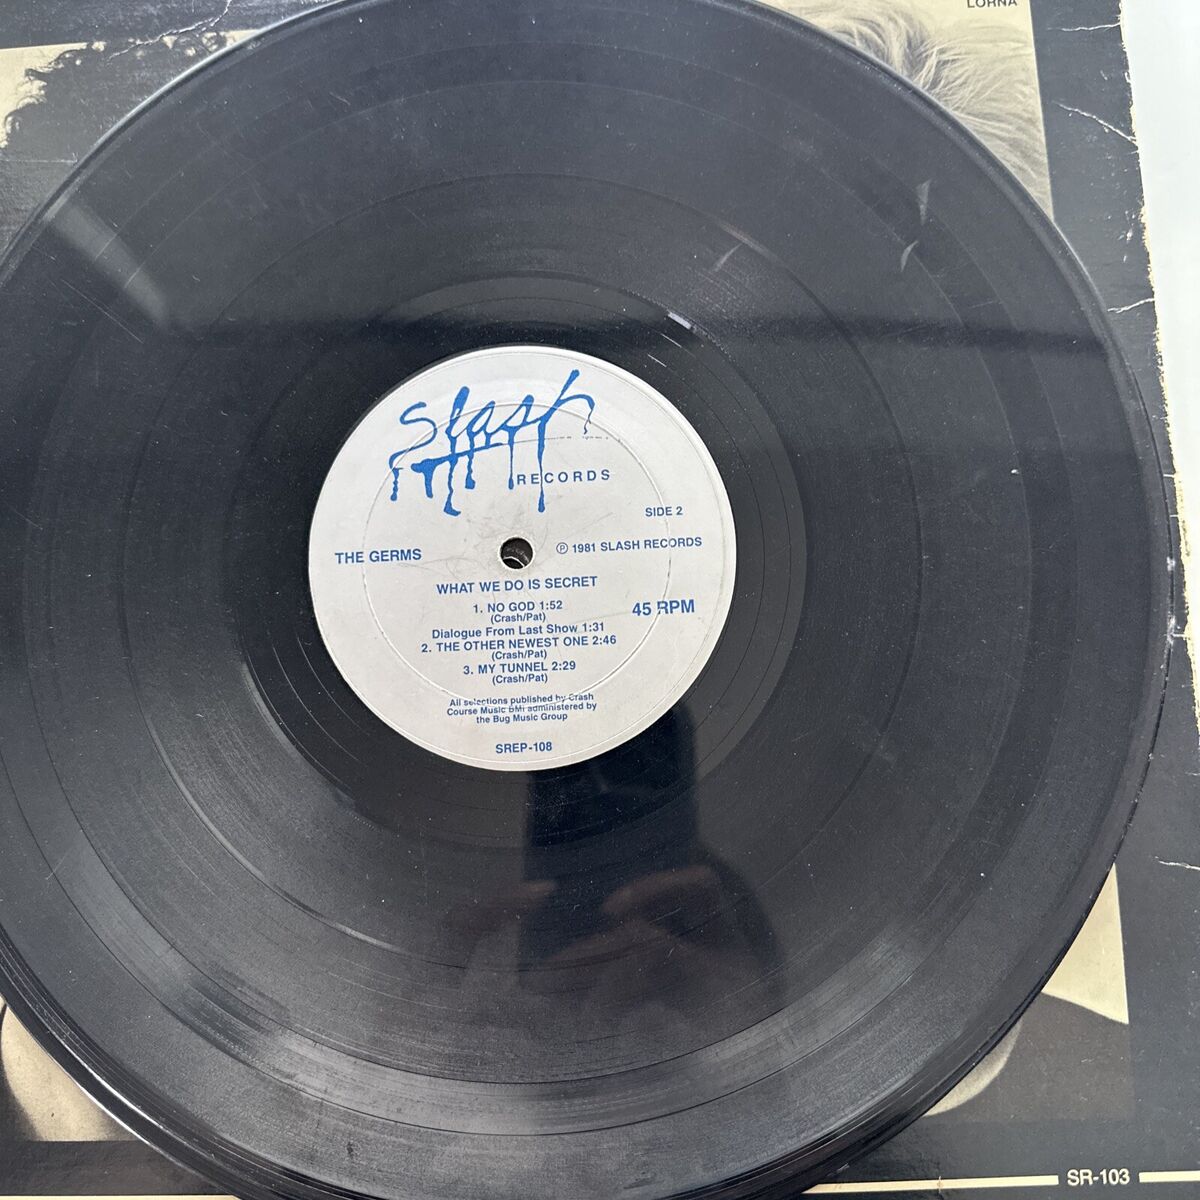 LORNA
Slash
RECORDS
SIDE 2
THE GERMS
℗ 1981 SLASH RECORDS
WHAT WE DO IS SECRET
1. NO GOD 1:52
(Crash/Pat)
45 RPM
Dialogue From Last Show 1:31
2. THE OTHER NEWEST ONE 2:46
(Crash/Pat)
3. MY TUNNEL 2:29
(Crash/Pat)
All selections published by Crash
Course Music BMI administered by
the Bug Music Group
SREP-108
SR-103